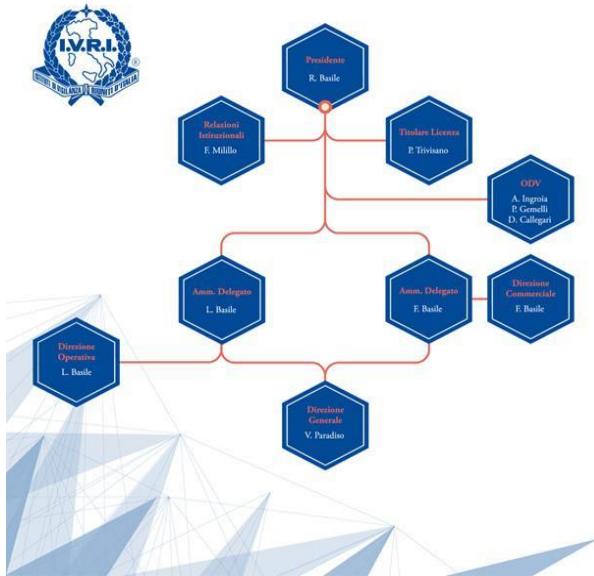 I.V.R.I.
ISTITUTI DI VIGILANZA RIUNITI D'ITALIA
®
Presidente
R. Basile
Relazioni
Istituzionali
F. Milillo
Titolare Licenza
P. Trivisano
ODV
A. Ingroia
P. Gemelli
D. Callegari
Amm. Delegato
L. Basile
Amm. Delegato
F. Basile
Direzione
Commerciale
F. Basile
Direzione
Operativa
L. Basile
Direzione
Generale
V. Paradiso